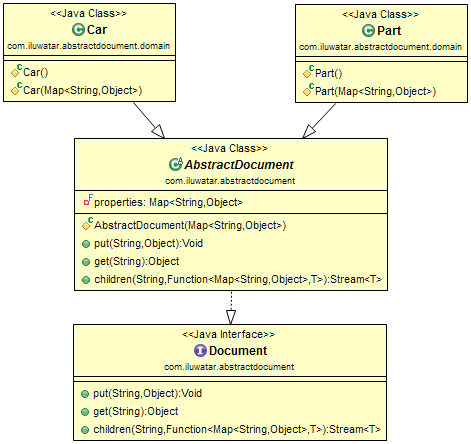 <<Java Class>>
Car
com.iluwatar.abstractdocument.domain
Car()
Car(Map<String,Object>)
<<Java Class>>
Part
com.iluwatar.abstractdocument.domain
Part()
Part(Map<String,Object>)
<<Java Class>>
AbstractDocument
com.iluwatar.abstractdocument
properties: Map<String,Object>
AbstractDocument(Map<String,Object>)
put(String,Object):Void
get(String):Object
children(String,Function<Map<String,Object>,T>):Stream<T>
<<Java Interface>>
Document
com.iluwatar.abstractdocument
put(String,Object):Void
get(String):Object
children(String,Function<Map<String,Object>,T>):Stream<T>